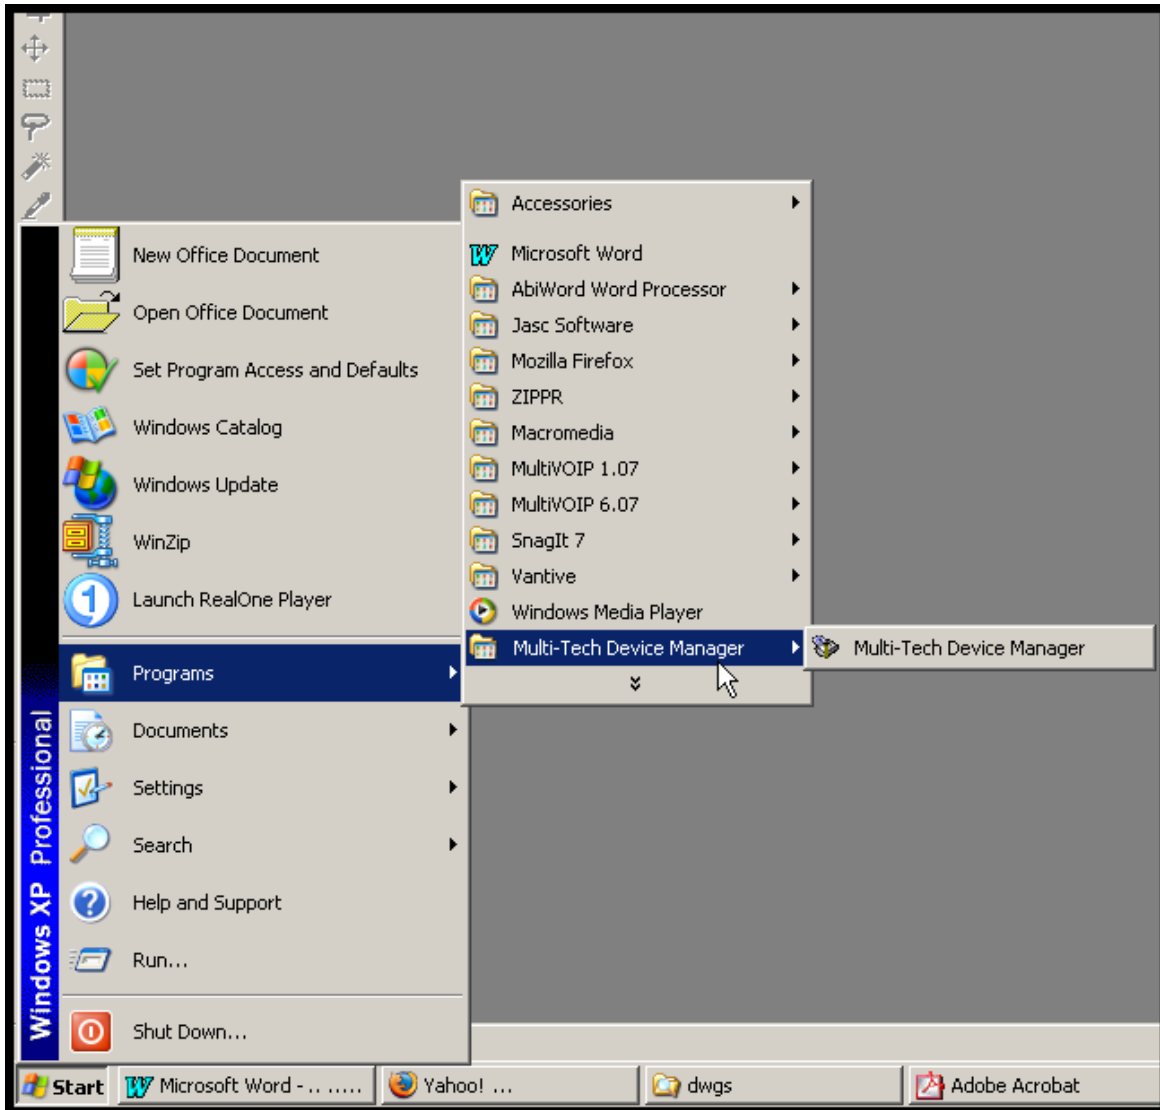 New Office Document
Open Office Document
Set Program Access and Defaults
Windows Catalog
Windows Update
WinZip
Launch RealOne Player
Programs
Documents
Settings
Search
Help and Support
Run...
Shut Down...
Windows XP Professional
Accessories
Microsoft Word
AbiWord Word Processor
Jasc Software
Mozilla Firefox
ZIPPR
Macromedia
MultiVOIP 1.07
MultiVOIP 6.07
SnagIt 7
Vantive
Windows Media Player
Multi-Tech Device Manager
Multi-Tech Device Manager
Start
Microsoft Word - .. .....
Yahoo! ...
dwgs
Adobe Acrobat